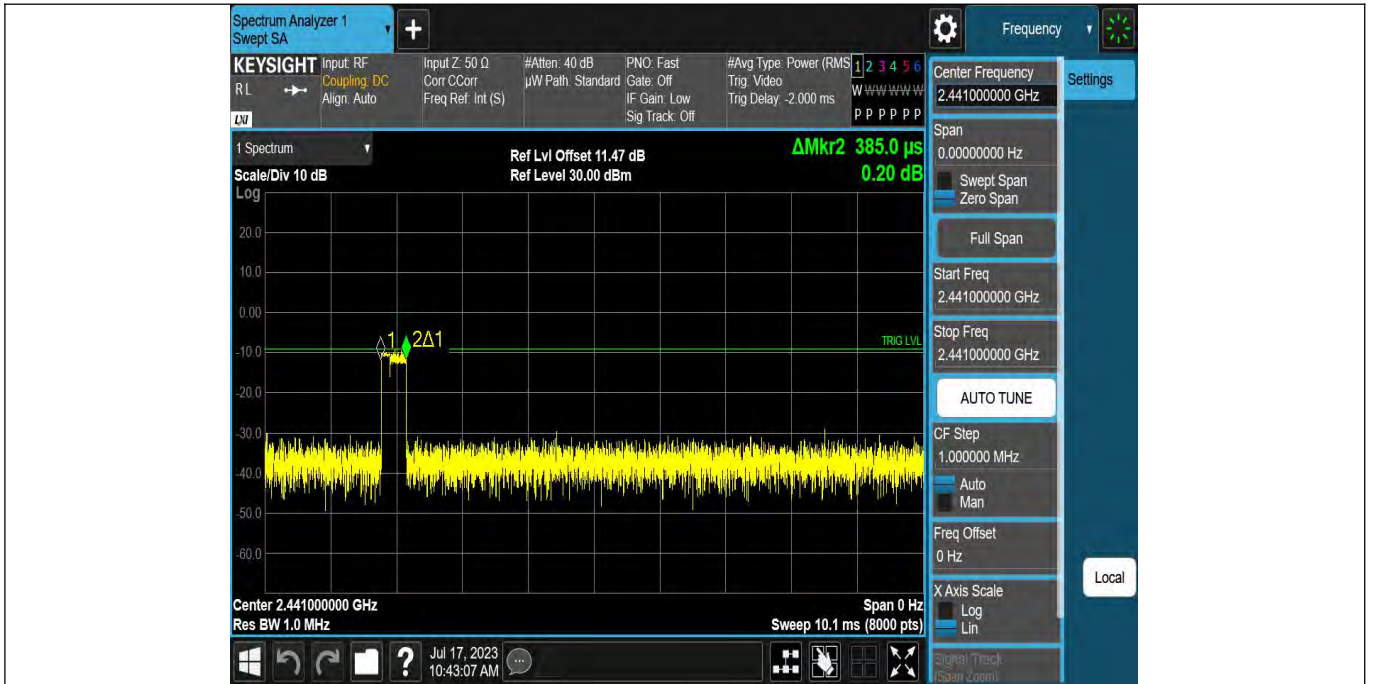 Spectrum Analyzer 1
Swept SA
+
Frequency
KEYSIGHT
RL
LXI
Input: RF
Coupling: DC
Align: Auto
Input Z: 50 Ω
Corr CCorr
Freq Ref: Int (S)
#Atten: 40 dB
µW Path: Standard
PNO: Fast
Gate: Off
IF Gain: Low
Sig Track: Off
#Avg Type: Power (RMS
Trig: Video
Trig Delay: -2.000 ms
1 2 3 4 5 6
W W W W W W
P P P P P P
1 Spectrum
Scale/Div 10 dB
Log
Ref Lvl Offset 11.47 dB
Ref Level 30.00 dBm
ΔMkr2 385.0 µs
0.20 dB
20.0
10.0
0.00
-10.0
-20.0
-30.0
-40.0
-50.0
-60.0
1
2Δ1
TRIG LVL
Center 2.441000000 GHz
Res BW 1.0 MHz
Span 0 Hz
Sweep 10.1 ms (8000 pts)
Center Frequency
2.441000000 GHz
Settings
Span
0.00000000 Hz
Swept Span
Zero Span
Full Span
Start Freq
2.441000000 GHz
Stop Freq
2.441000000 GHz
AUTO TUNE
CF Step
1.000000 MHz
Auto
Man
Freq Offset
0 Hz
X Axis Scale
Log
Lin
Signal Track
(Span Zoom)
Local
?
Jul 17, 2023
10:43:07 AM